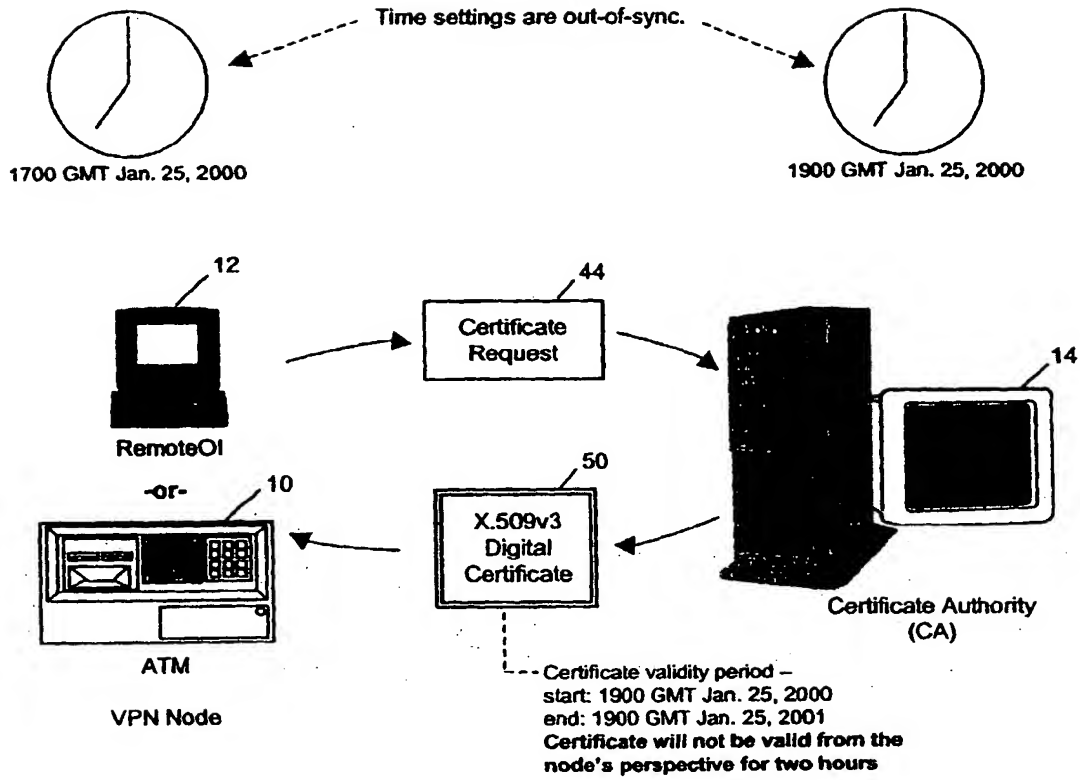 Time settings are out-of-sync.
1700 GMT Jan. 25, 2000
1900 GMT Jan. 25, 2000
12
44
Certificate
Request
14
RemoteOI
-or-
10
50
X.509v3
Digital
Certificate
ATM
VPN Node
Certificate Authority
(CA)
Certificate validity period –
start: 1900 GMT Jan. 25, 2000
end: 1900 GMT Jan. 25, 2001
Certificate will not be valid from the
node's perspective for two hours